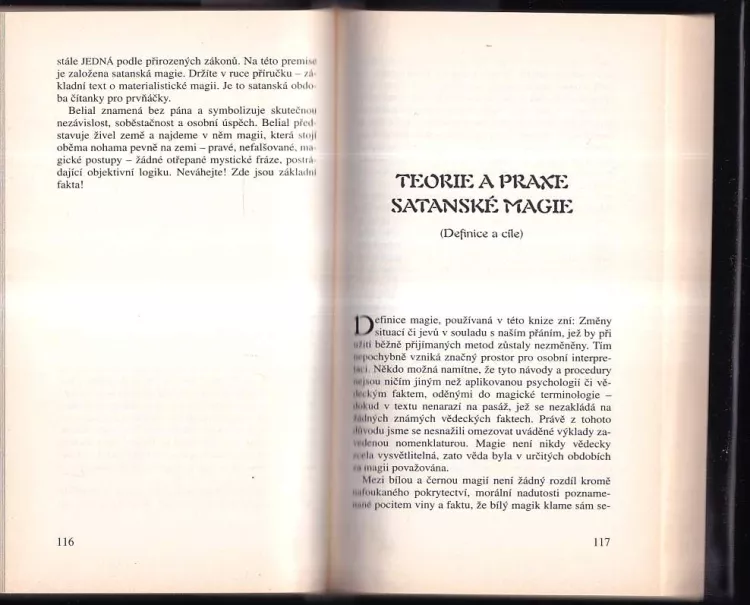 stále JEDNÁ podle přirozených zákonů. Na této premise
je založena satanská magie. Držíte v ruce příručku – zá-
kladní text o materialistické magii. Je to satanská obdo-
ba čítanky pro prvňáčky.
Belial znamená bez pána a symbolizuje skutečnou
nezávislost, soběstačnost a osobní úspěch. Belial před-
stavuje živel země a najdeme v něm magii, která stojí
oběma nohama pevně na zemi – pravé, nefalšované, ma-
gické postupy – žádné otřepané mystické fráze, postrá-
dající objektivní logiku. Neváhejte! Zde jsou základní
fakta!
116
TEORIE A PRAXE
SATANSKÉ MAGIE
(Definice a cíle)
Definice magie, používaná v této knize zní: Změny
situací či jevů v souladu s naším přáním, jež by při
užití běžně přijímaných metod zůstaly nezměněny. Tím
nepochybně vzniká značný prostor pro osobní interpre-
taci. Někdo možná namítne, že tyto návody a procedury
nejsou ničím jiným než aplikovanou psychologií či vě-
deckým faktem, oděnými do magické terminologie –
dokud v textu nenarazí na pasáž, jež se nezakládá na
žádných známých vědeckých faktech. Právě z tohoto
důvodu jsme se nesnažili omezovat uváděné výklady za-
vedenou nomenklaturou. Magie není nikdy vědecky
zcela vysvětlitelná, zato věda byla v určitých obdobích
za magii považována.
Mezi bílou a černou magií není žádný rozdíl kromě
nafoukaného pokrytectví, morální nadutosti pozname-
nané pocitem viny a faktu, že bílý magik klame sám se-
117